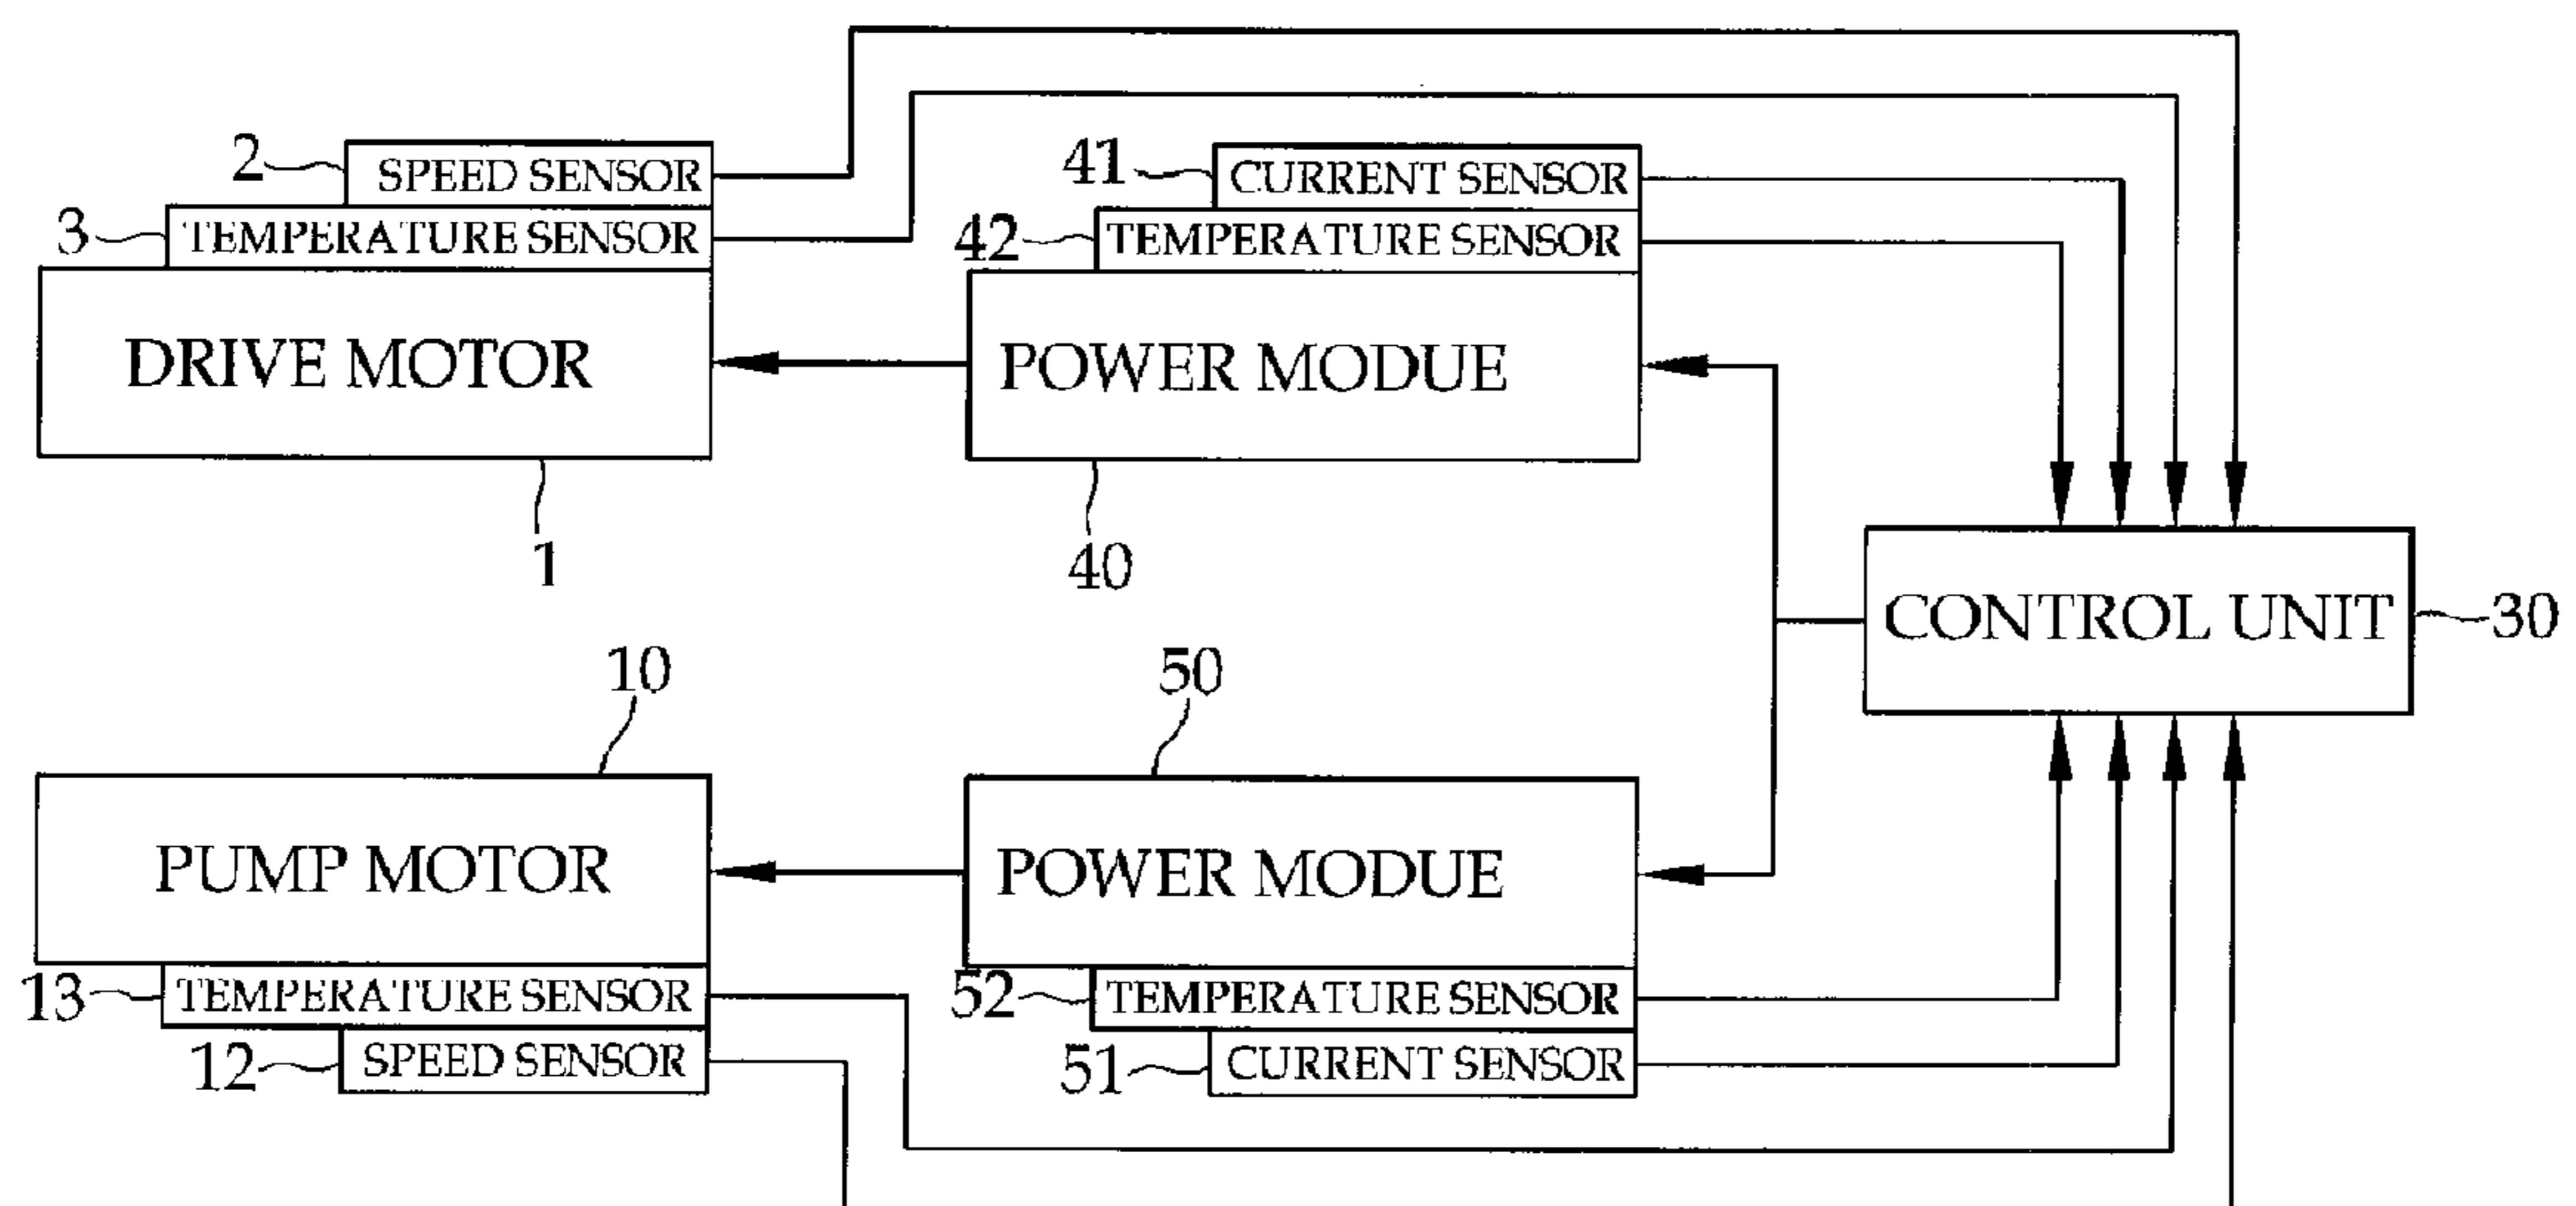 2
SPEED SENSOR
3
TEMPERATURE SENSOR
DRIVE MOTOR
1
41
CURRENT SENSOR
42
TEMPERATURE SENSOR
POWER MODUE
40
CONTROL UNIT
30
10
PUMP MOTOR
13
TEMPERATURE SENSOR
12
SPEED SENSOR
50
POWER MODUE
52
TEMPERATURE SENSOR
51
CURRENT SENSOR